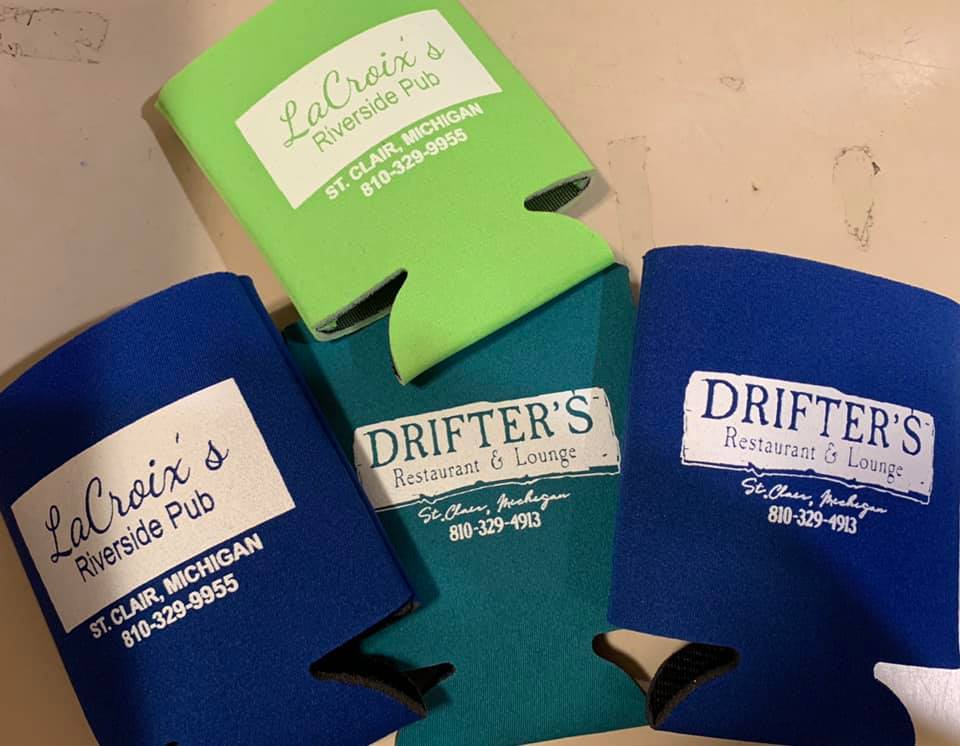 LaCroix's
Riverside Pub
ST. CLAIR, MICHIGAN
810-329-9955
LaCroix's
Riverside Pub
ST. CLAIR, MICHIGAN
810-329-9955
DRIFTER'S
Restaurant & Lounge
St. Clair, Michigan
810-329-4913
DRIFTER'S
Restaurant & Lounge
St. Clair, Michigan
810-329-4913